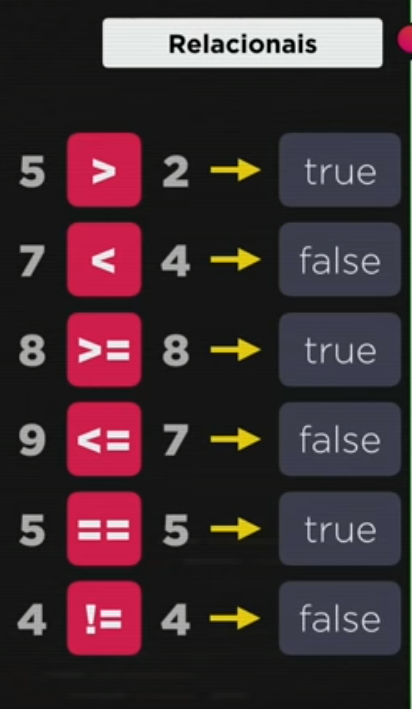 Relacionais
5 > 2 → true
7 < 4 → false
8 >= 8 → true
9 <= 7 → false
5 == 5 → true
4 != 4 → false